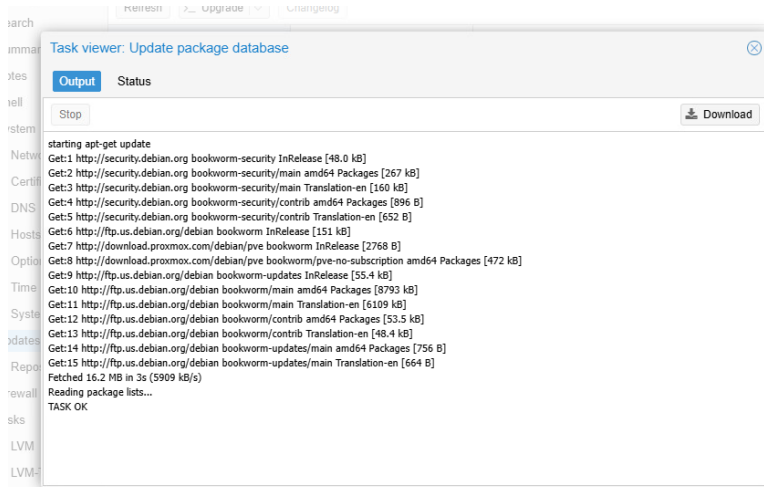 Refresh >_ Upgrade Changelog
earch
Task viewer: Update package database
ummar
otes
Output Status
hell
Stop Download
ystem
starting apt-get update
Get:1 http://security.debian.org bookworm-security InRelease [48.0 kB]
Netwo
Get:2 http://security.debian.org bookworm-security/main amd64 Packages [267 kB]
Get:3 http://security.debian.org bookworm-security/main Translation-en [160 kB]
Certifi
Get:4 http://security.debian.org bookworm-security/contrib amd64 Packages [896 B]
DNS
Get:5 http://security.debian.org bookworm-security/contrib Translation-en [652 B]
Hosts
Get:6 http://ftp.us.debian.org/debian bookworm InRelease [151 kB]
Get:7 http://download.proxmox.com/debian/pve bookworm InRelease [2768 B]
Option
Get:8 http://download.proxmox.com/debian/pve bookworm/pve-no-subscription amd64 Packages [472 kB]
Time
Get:9 http://ftp.us.debian.org/debian bookworm-updates InRelease [55.4 kB]
Get:10 http://ftp.us.debian.org/debian bookworm/main amd64 Packages [8793 kB]
Syste
Get:11 http://ftp.us.debian.org/debian bookworm/main Translation-en [6109 kB]
Get:12 http://ftp.us.debian.org/debian bookworm/contrib amd64 Packages [53.5 kB]
pdates
Get:13 http://ftp.us.debian.org/debian bookworm/contrib Translation-en [48.4 kB]
Get:14 http://ftp.us.debian.org/debian bookworm-updates/main amd64 Packages [756 B]
Repos
Get:15 http://ftp.us.debian.org/debian bookworm-updates/main Translation-en [664 B]
Fetched 16.2 MB in 3s (5909 kB/s)
rewall
Reading package lists...
TASK OK
sks
LVM
LVM-T